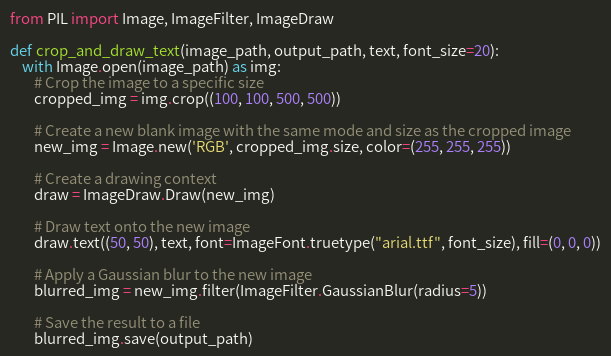 from PIL import Image, ImageFilter, ImageDraw

def crop_and_draw_text(image_path, output_path, text, font_size=20):
    with Image.open(image_path) as img:
        # Crop the image to a specific size
        cropped_img = img.crop((100, 100, 500, 500))

        # Create a new blank image with the same mode and size as the cropped image
        new_img = Image.new('RGB', cropped_img.size, color=(255, 255, 255))

        # Create a drawing context
        draw = ImageDraw.Draw(new_img)

        # Draw text onto the new image
        draw.text((50, 50), text, font=ImageFont.truetype("arial.ttf", font_size), fill=(0, 0, 0))

        # Apply a Gaussian blur to the new image
        blurred_img = new_img.filter(ImageFilter.GaussianBlur(radius=5))

        # Save the result to a file
        blurred_img.save(output_path)